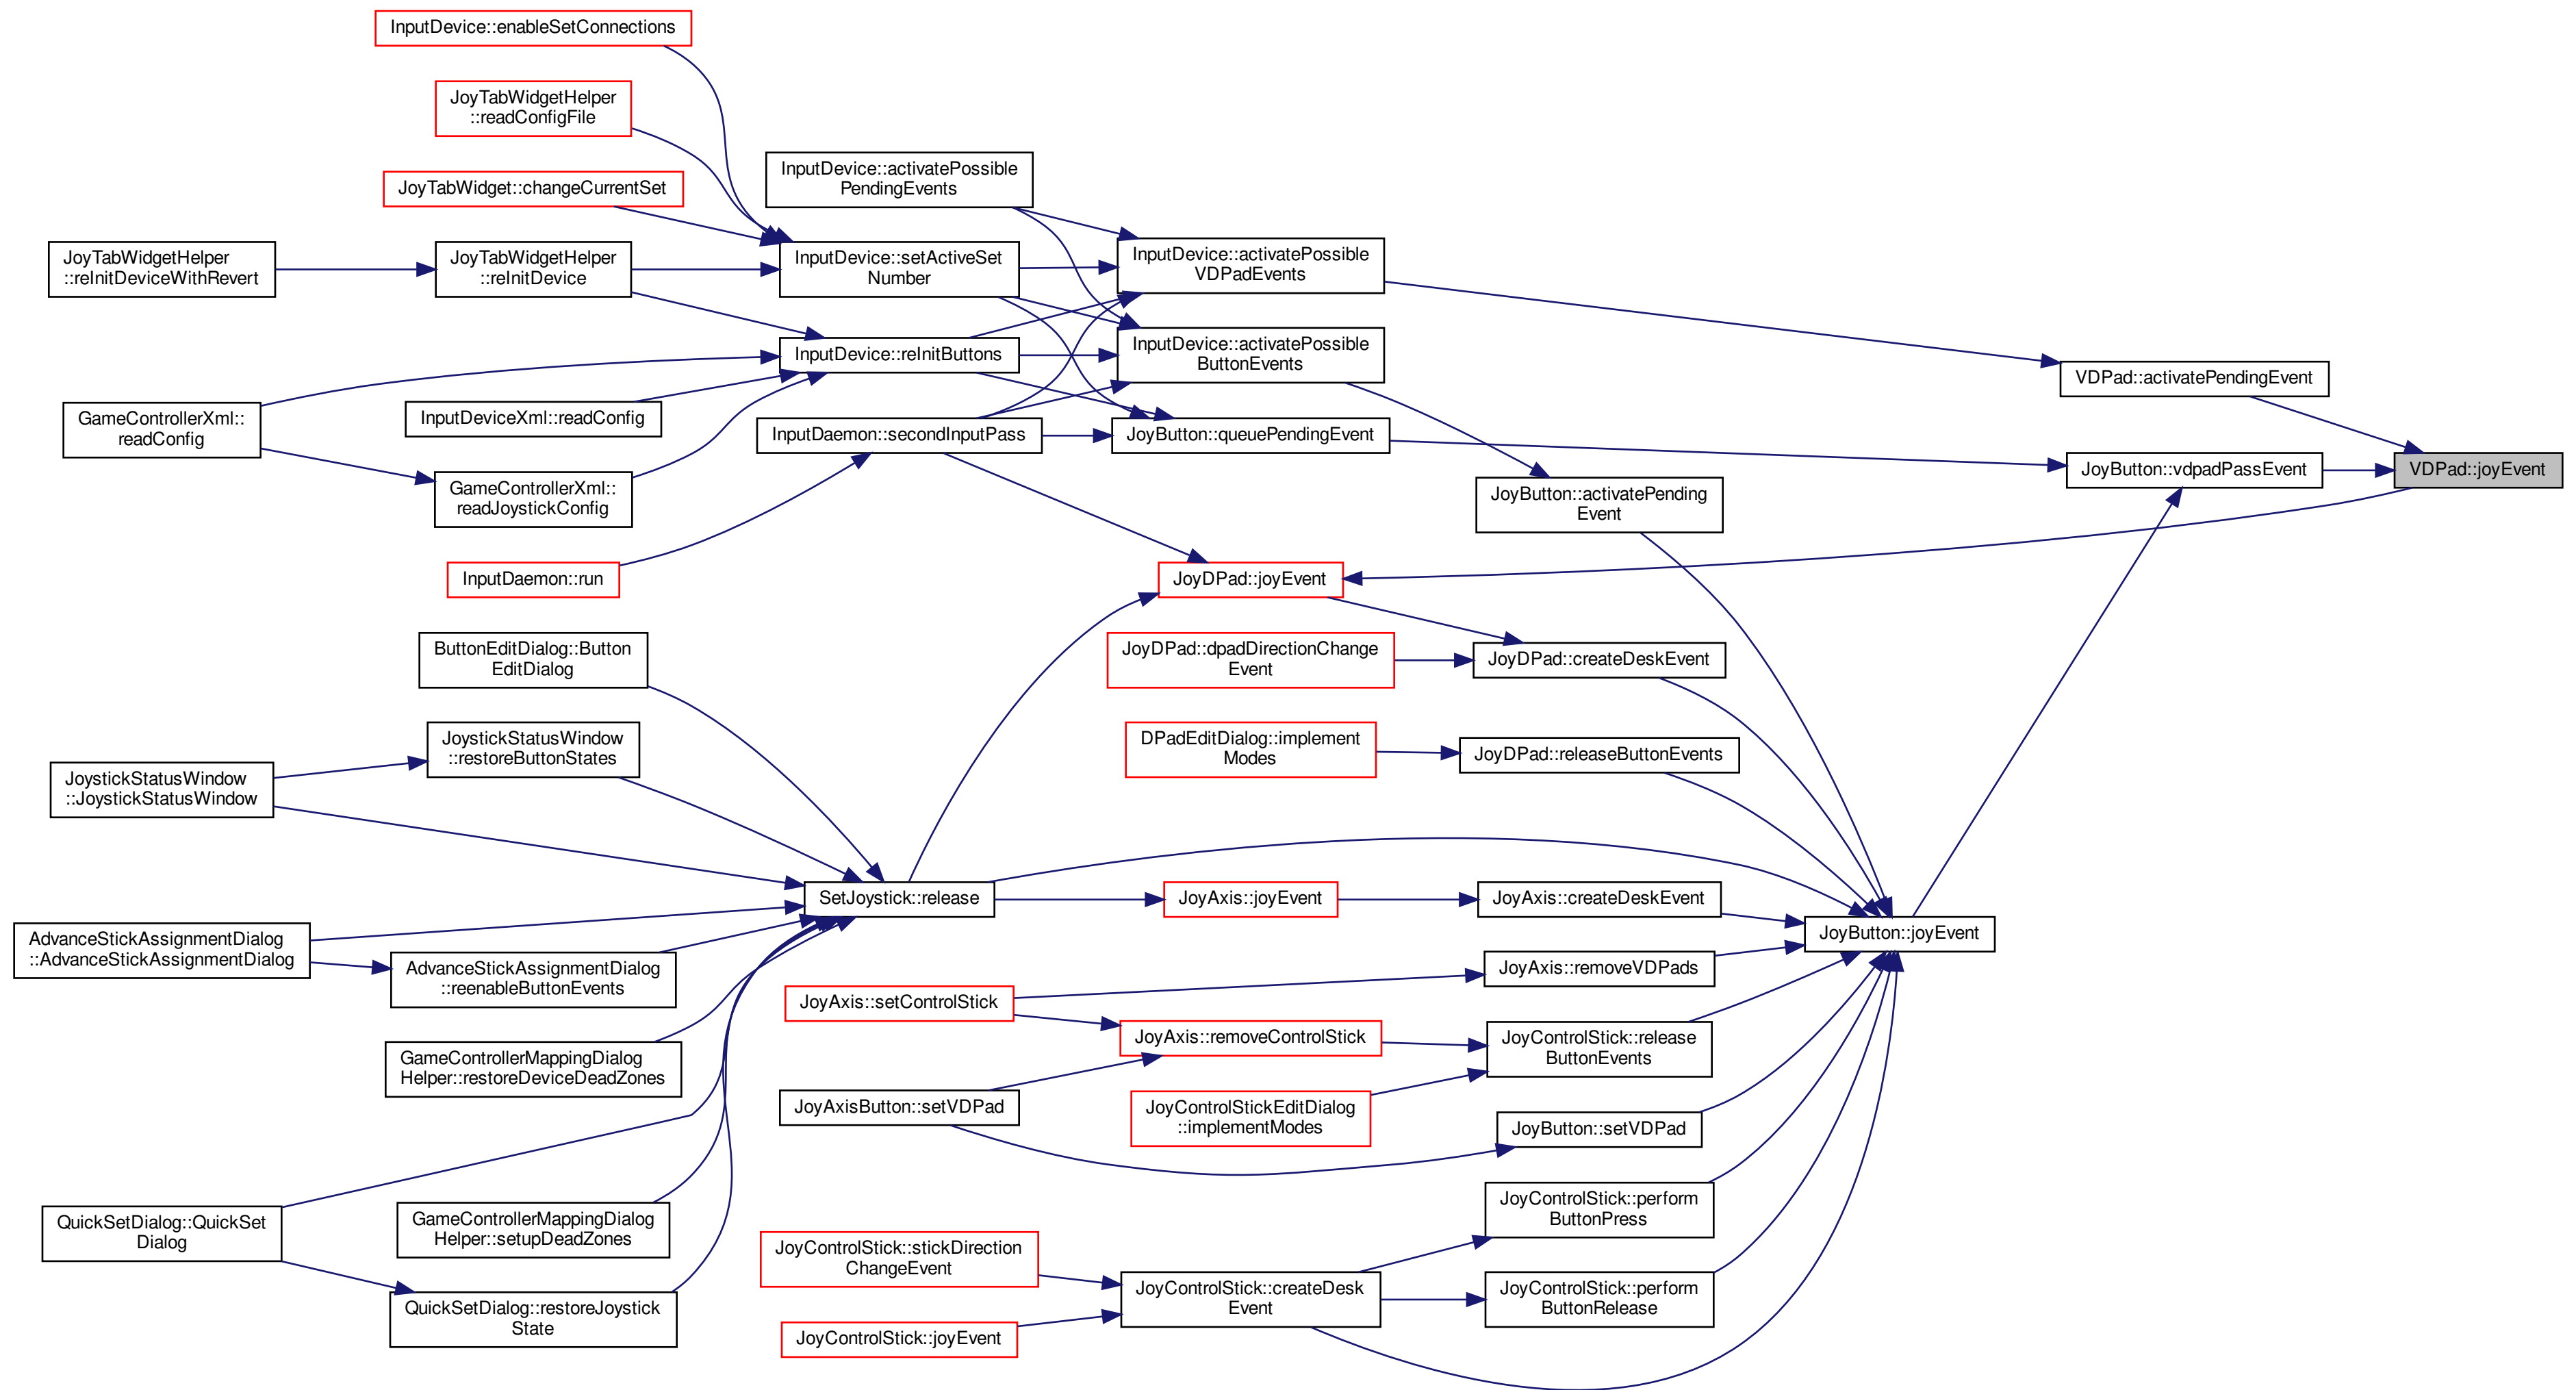 InputDevice::enableSetConnections
JoyTabWidgetHelper
::readConfigFile
JoyTabWidget::changeCurrentSet
JoyTabWidgetHelper
::reInitDeviceWithRevert
JoyTabWidgetHelper
::reInitDevice
GameControllerXml::
readConfig
InputDeviceXml::readConfig
GameControllerXml::
readJoystickConfig
InputDaemon::run
InputDevice::activatePossible
PendingEvents
InputDevice::setActiveSet
Number
InputDevice::reInitButtons
InputDaemon::secondInputPass
InputDevice::activatePossible
VDPadEvents
InputDevice::activatePossible
ButtonEvents
JoyButton::queuePendingEvent
VDPad::activatePendingEvent
JoyButton::vdpadPassEvent
VDPad::joyEvent
JoyButton::activatePending
Event
JoyDPad::joyEvent
JoyDPad::dpadDirectionChange
Event
JoyDPad::createDeskEvent
DPadEditDialog::implement
Modes
JoyDPad::releaseButtonEvents
ButtonEditDialog::Button
EditDialog
JoystickStatusWindow
::restoreButtonStates
JoystickStatusWindow
::JoystickStatusWindow
SetJoystick::release
JoyAxis::joyEvent
JoyAxis::createDeskEvent
JoyButton::joyEvent
AdvanceStickAssignmentDialog
::AdvanceStickAssignmentDialog
AdvanceStickAssignmentDialog
::reenableButtonEvents
JoyAxis::removeVDPads
JoyAxis::setControlStick
JoyAxis::removeControlStick
JoyControlStick::release
ButtonEvents
GameControllerMappingDialog
Helper::restoreDeviceDeadZones
JoyAxisButton::setVDPad
JoyControlStickEditDialog
::implementModes
JoyButton::setVDPad
QuickSetDialog::QuickSet
Dialog
GameControllerMappingDialog
Helper::setupDeadZones
QuickSetDialog::restoreJoystick
State
JoyControlStick::stickDirection
ChangeEvent
JoyControlStick::joyEvent
JoyControlStick::createDesk
Event
JoyControlStick::perform
ButtonPress
JoyControlStick::perform
ButtonRelease